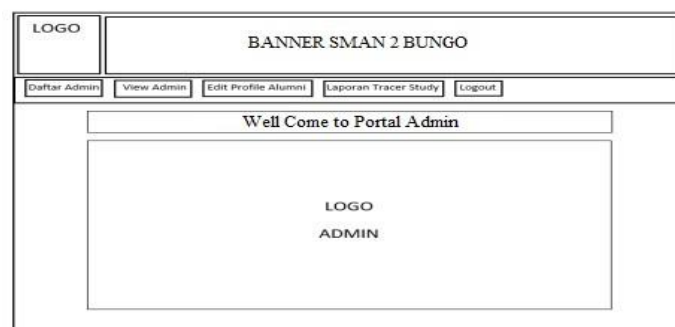 LOGO
BANNER SMAN 2 BUNGO
Daftar Admin View Admin Edit Profile Alumni Laporan Tracer Study Logout
Well Come to Portal Admin
LOGO
ADMIN